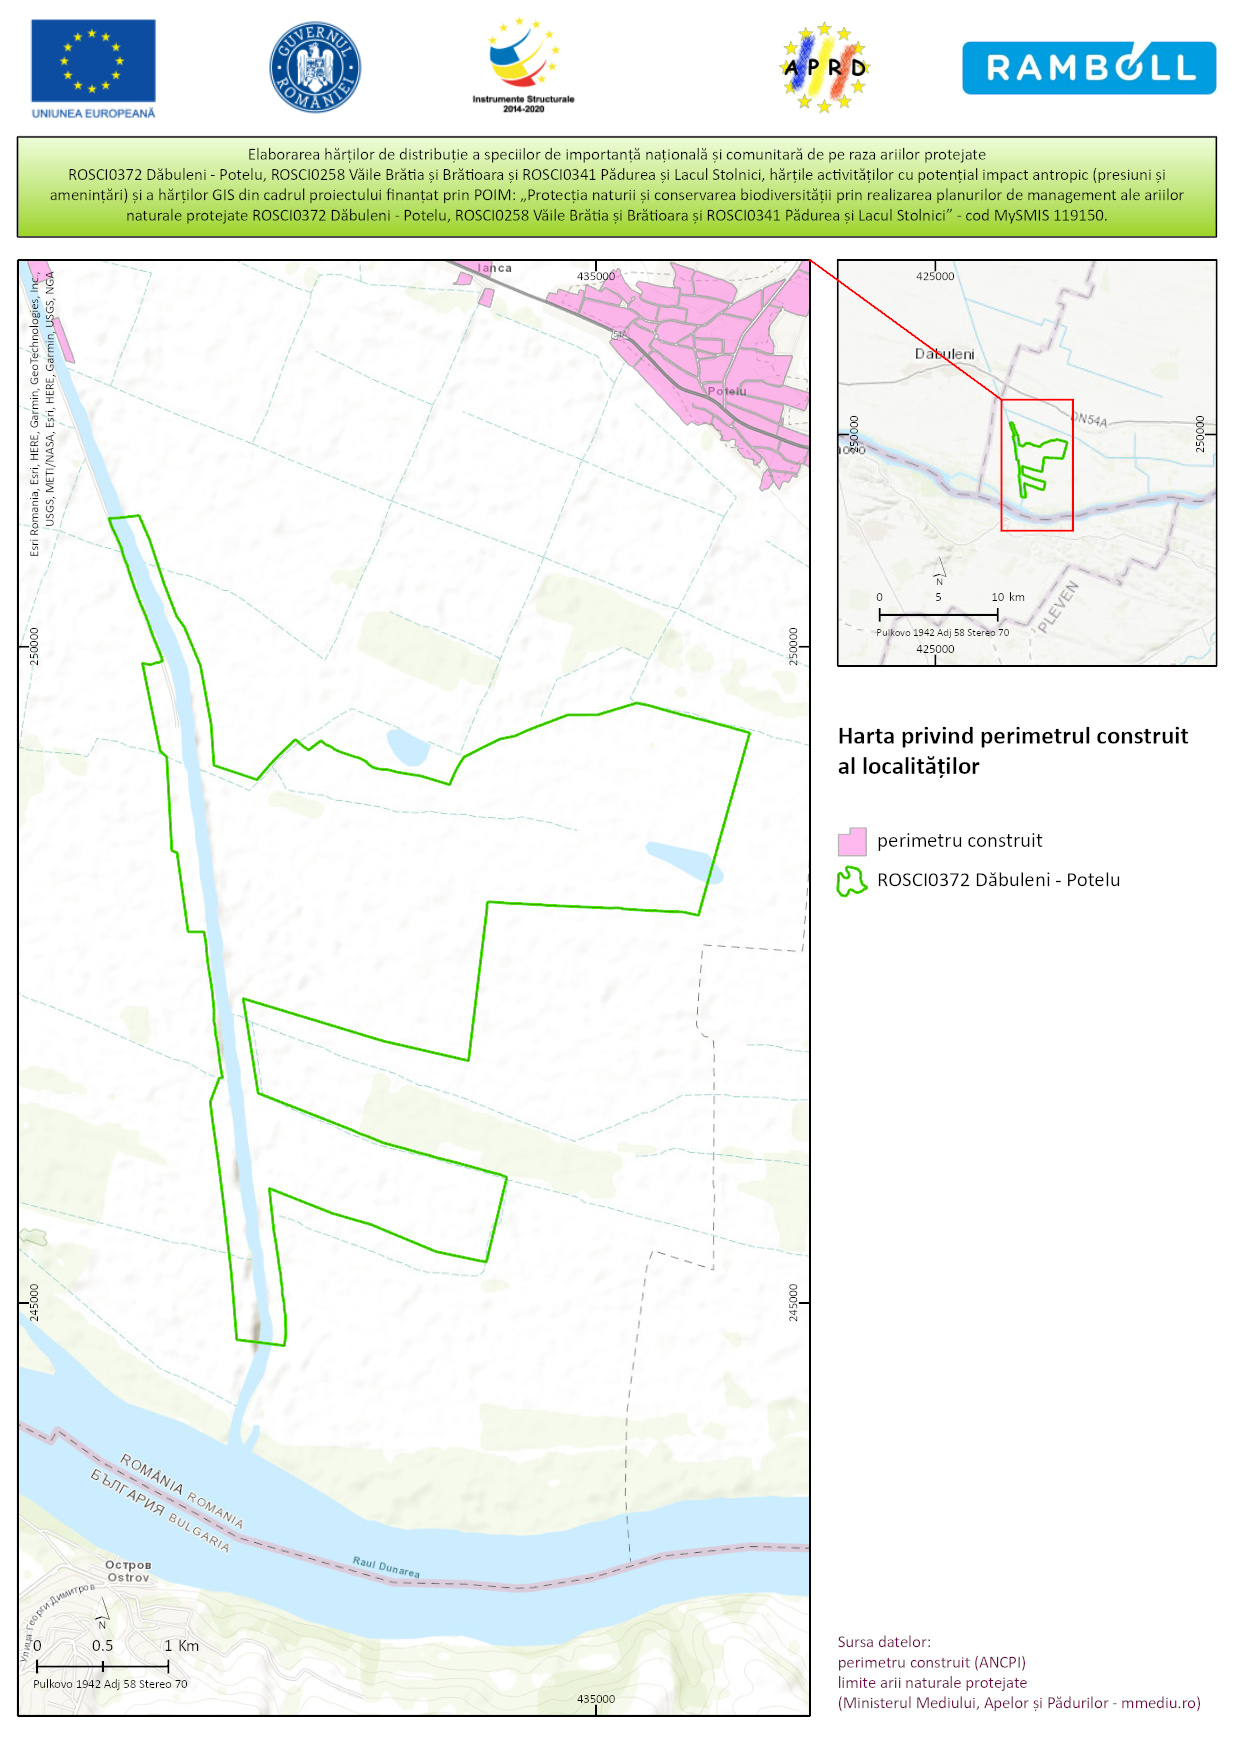 UNIUNEA EUROPEANĂ
GUVERNUL ROMÂNIEI
Instrumente Structurale
2014-2020
APRD
RAMBOLL
Elaborarea hărților de distribuție a speciilor de importanță națională și comunitară de pe raza ariilor protejate
ROSCI0372 Dăbuleni - Potelu, ROSCI0258 Văile Brătia și Brătioara și ROSCI0341 Pădurea și Lacul Stolnici, hărțile activităților cu potențial impact antropic (presiuni și
amenințări) și a hărților GIS din cadrul proiectului finanțat prin POIM: „Protecția naturii si conservarea biodiversității prin realizarea planurilor de management ale ariilor
naturale protejate ROSCI0372 Dăbuleni - Potelu, ROSCI0258 Văile Brătia și Brătioara și ROSCI0341 Pădurea și Lacul Stolnici” - cod MySMIS 119150.
Esri Romania, Esri, HERE, Garmin, GeoTechnologies, Inc.,
USGS, METI/NASA, Esri, HERE, Garmin, USGS, NGA
Ianca
435000
54A
Potelu
250000
250000
245000
245000
ROMÂNIA ROMANIA
БЪЛГАРИЯ BULGARIA
Raul Dunarea
Остров
Ostrov
Улица Георги Димитров
N
0 0.5 1 Km
Pulkovo 1942 Adj 58 Stereo 70
435000
425000
Dabuleni
DN54A
250000
250000
PLEVEN
N
0 5 10 km
Pulkovo 1942 Adj 58 Stereo 70
425000
Harta privind perimetrul construit
al localităților
perimetru construit
ROSCI0372 Dăbuleni - Potelu
Sursa datelor:
perimetru construit (ANCPI)
limite arii naturale protejate
(Ministerul Mediului, Apelor și Pădurilor - mmediu.ro)